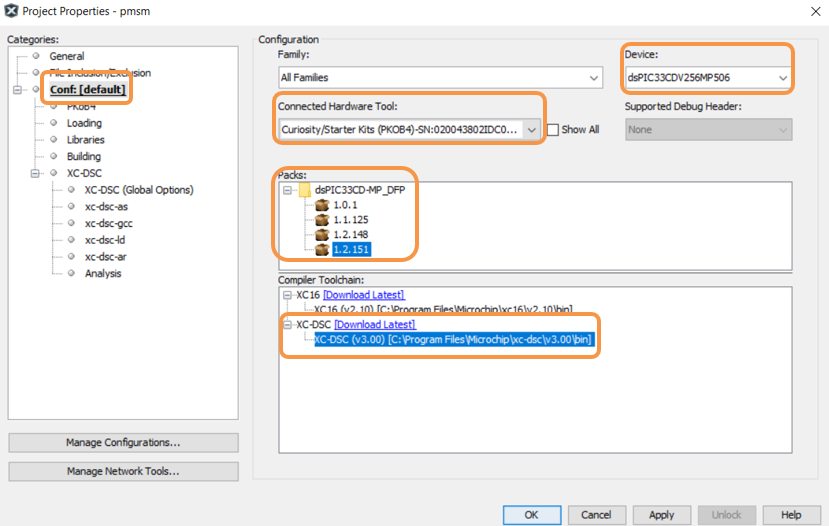 Project Properties - pmsm
Categories:
General
File Inclusion/Exclusion
Conf: [default]
PKoB4
Loading
Libraries
Building
XC-DSC
XC-DSC (Global Options)
xc-dsc-as
xc-dsc-gcc
xc-dsc-ld
xc-dsc-ar
Analysis
Manage Configurations...
Manage Network Tools...
Configuration
Family:
All Families
Device:
dsPIC33CDV256MP506
Connected Hardware Tool:
Curiosity/Starter Kits (PKOB4)-SN:020043802IDC0...
Show All
Supported Debug Header:
None
Packs:
dsPIC33CD-MP_DFP
1.0.1
1.1.125
1.2.148
1.2.151
Compiler Toolchain:
XC16 [Download Latest]
XC16 (v2.10) [C:\Program Files\Microchip\xc16\v2.10\bin]
XC-DSC [Download Latest]
XC-DSC (v3.00) [C:\Program Files\Microchip\xc-dsc\v3.00\bin]
OK
Cancel
Apply
Unlock
Help